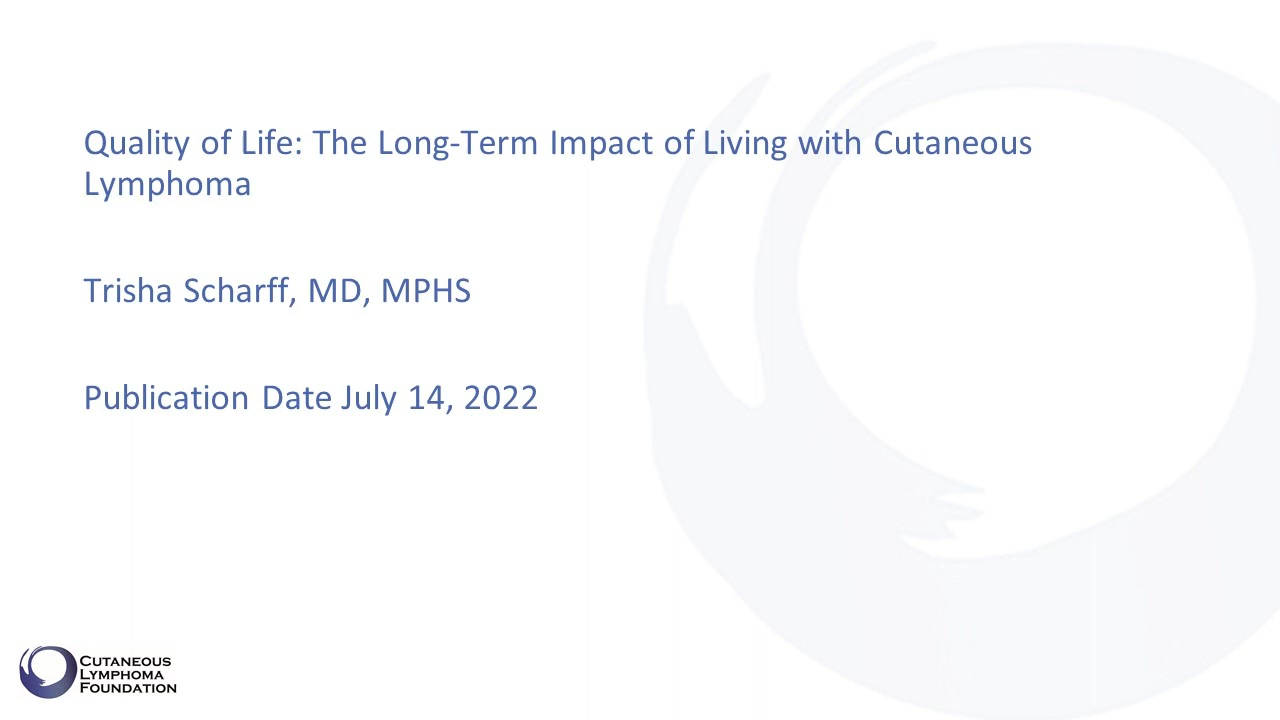 Quality of Life: The Long-Term Impact of Living with Cutaneous
Lymphoma
Trisha Scharff, MD, MPHS
Publication Date July 14, 2022
CUTANEOUS
LYMPHOMA
FOUNDATION